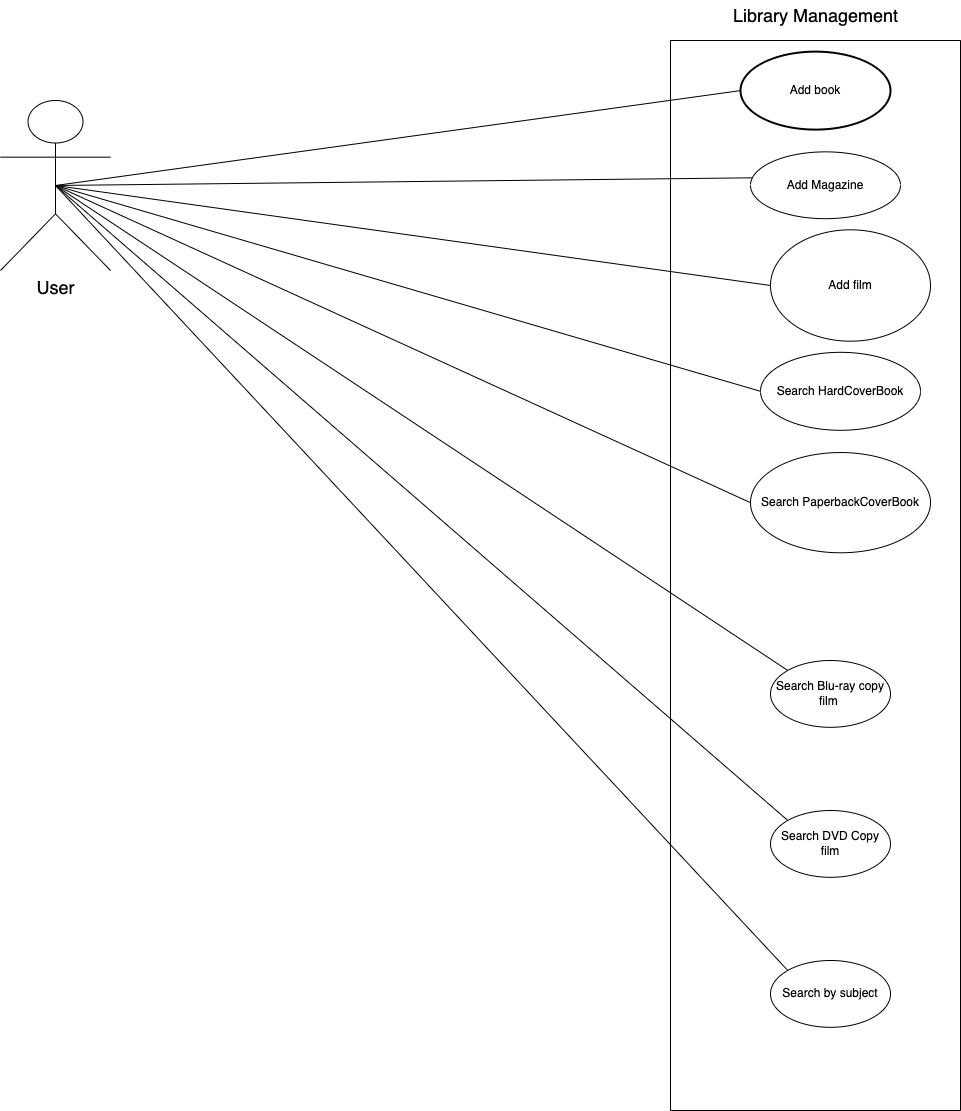 Library Management
Add book
Add Magazine
Add film
User
Search HardCoverBook
Search PaperbackCoverBook
Search Blu-ray copy
film
Search DVD Copy
film
Search by subject